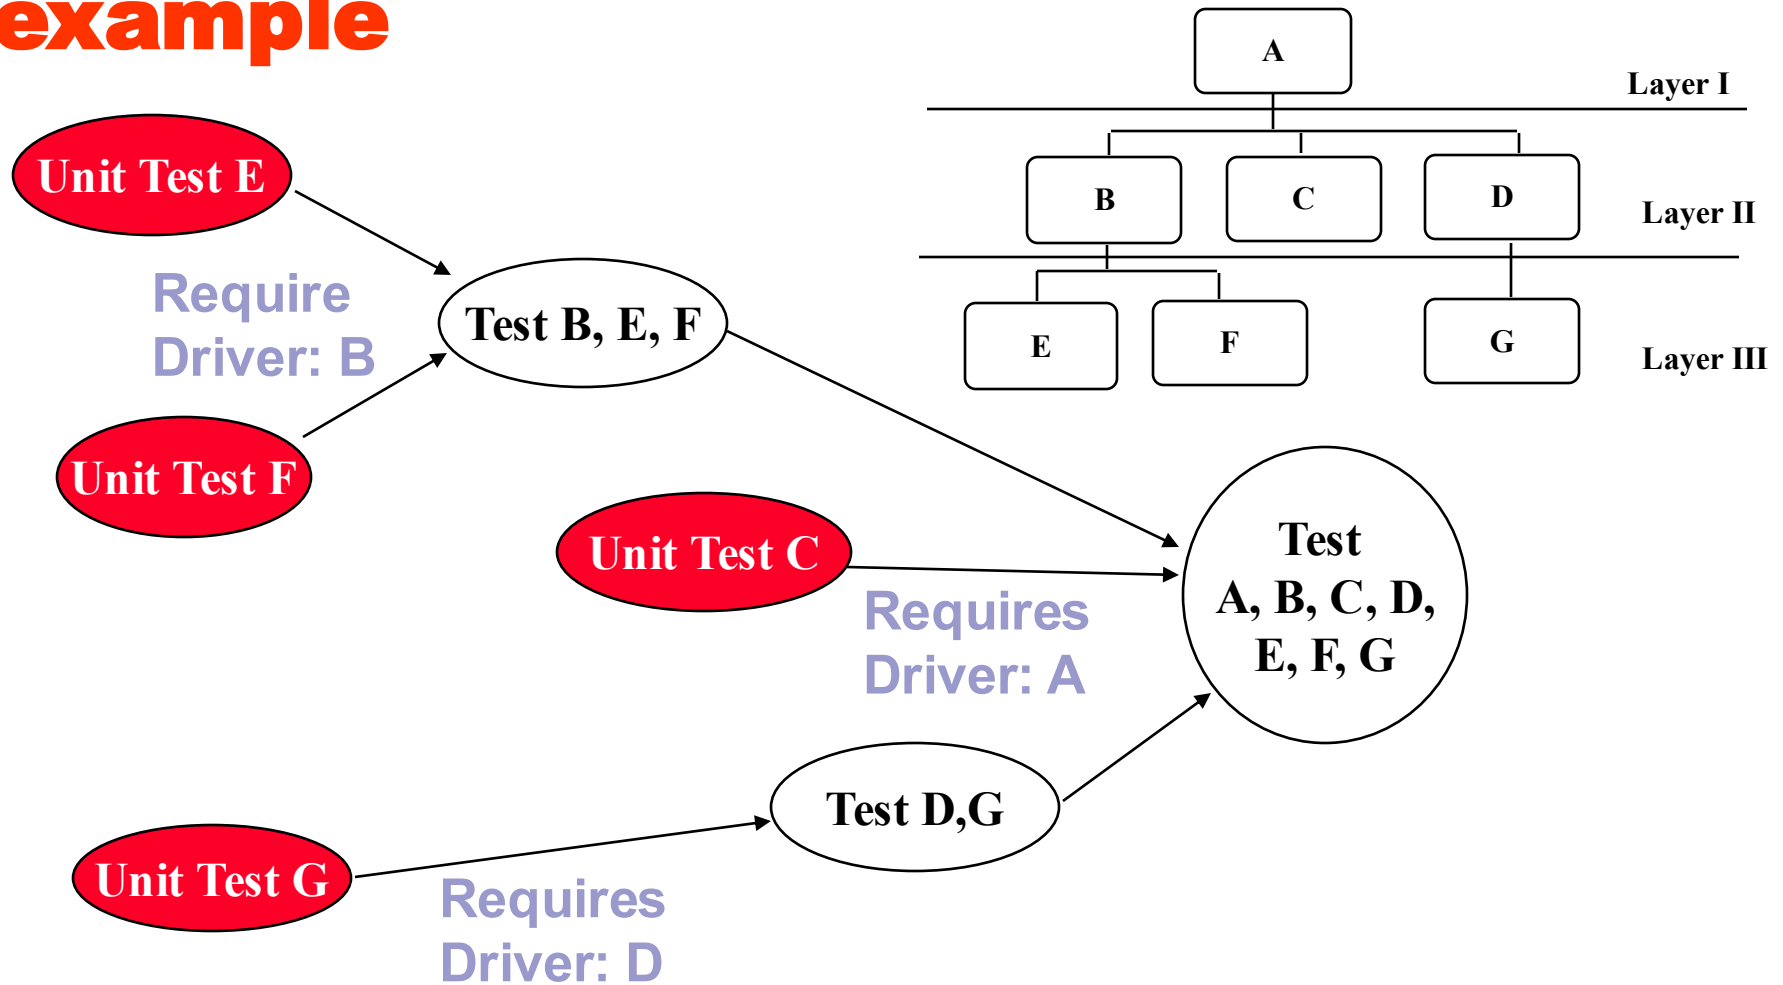 example
A
Layer I
B
C
D
Layer II
E
F
G
Layer III
Unit Test E
Require
Driver: B
Test B, E, F
Unit Test F
Unit Test C
Requires
Driver: A
Test
A, B, C, D,
E, F, G
Test D,G
Unit Test G
Requires
Driver: D